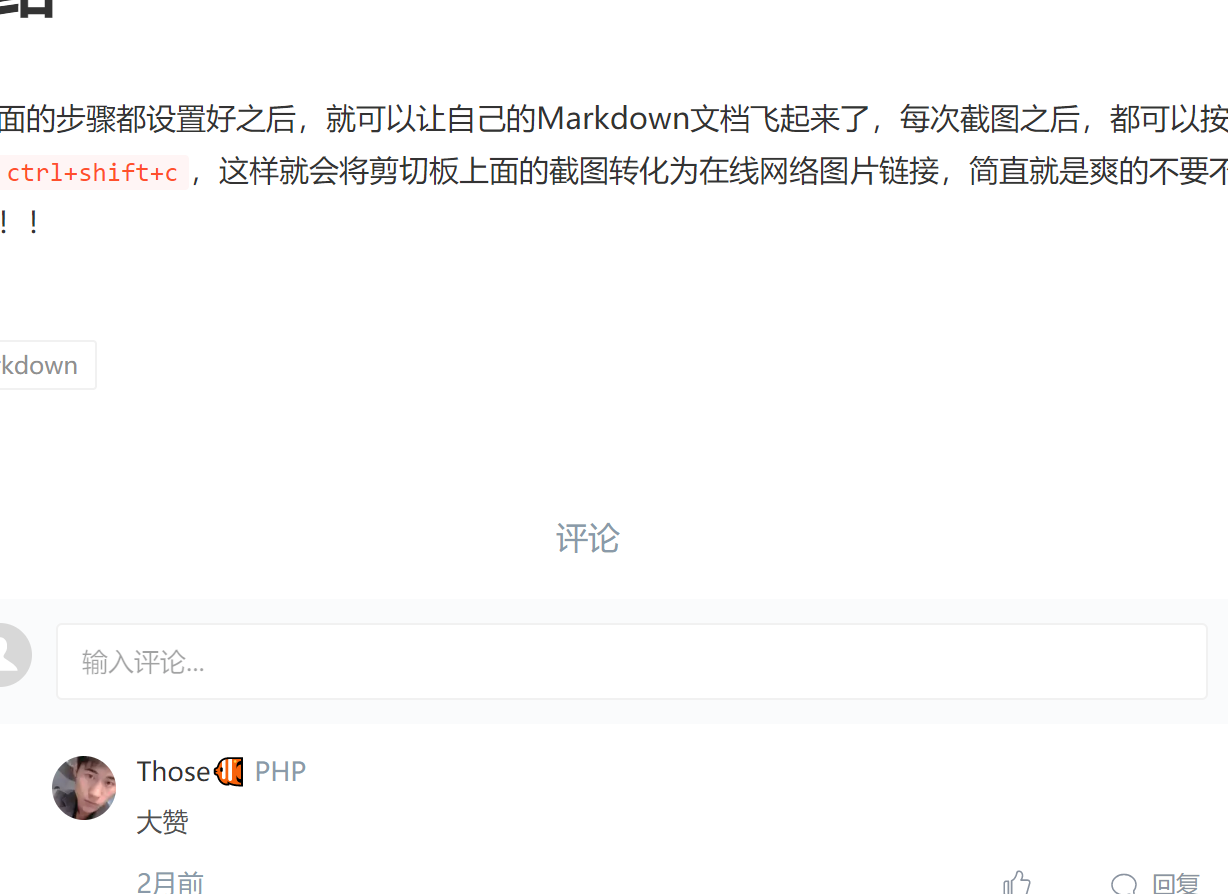 结
面的步骤都设置好之后，就可以让自己的Markdown文档飞起来了，每次截图之后，都可以按
ctrl+shift+c，这样就会将剪切板上面的截图转化为在线网络图片链接，简直就是爽的不要不
！！
kdown
评论
输入评论...
Those🐠 PHP
大赞
2月前
回复